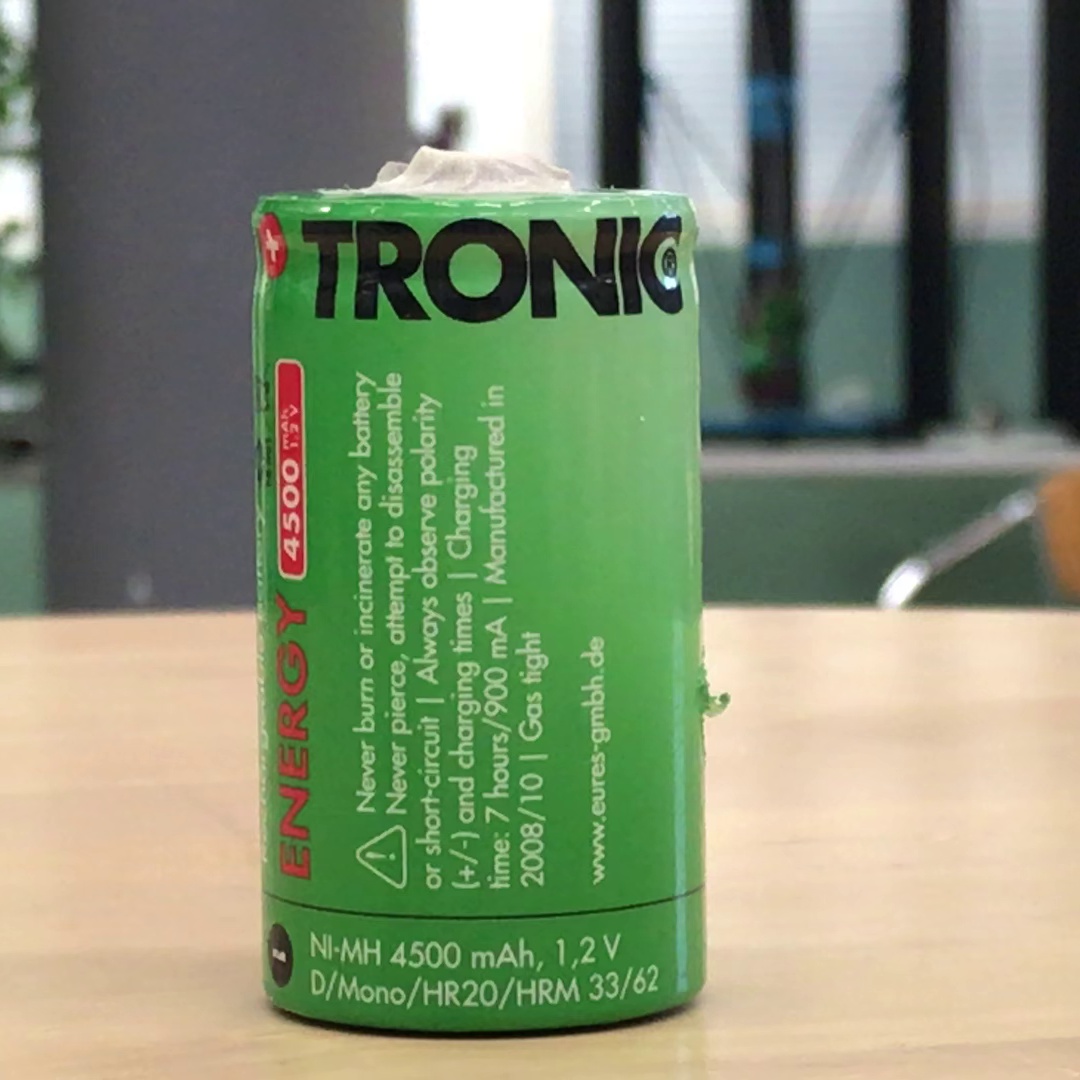 +
TRONIC®
ENERGY 4500 mAh 1.2 V
Never burn or incinerate any battery
Never pierce, attempt to disassemble
or short-circuit | Always observe polarity
(+/-) and charging times | Charging
time: 7 hours/900 mA | Manufactured in
2008/10 | Gas tight
www.eures-gmbh.de
NI-MH 4500 mAh, 1,2 V
D/Mono/HR20/HRM 33/62